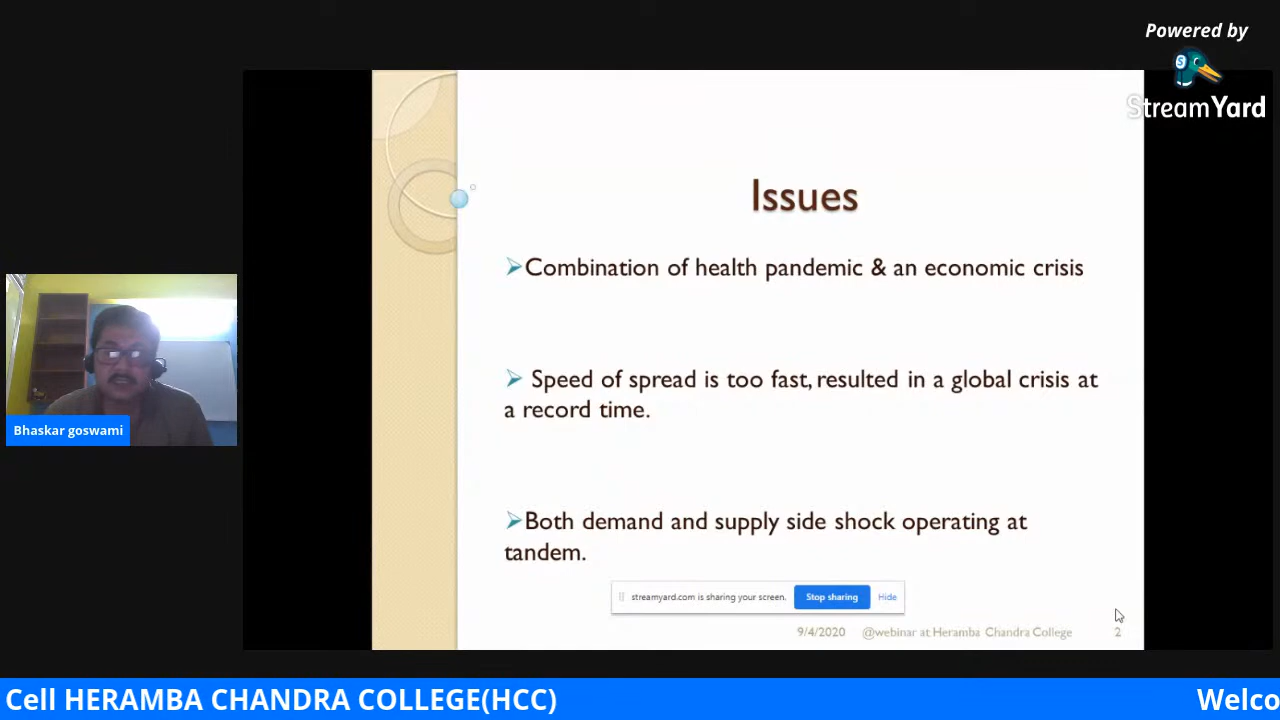 Powered by
StreamYard
Issues
Combination of health pandemic & an economic crisis
Speed of spread is too fast, resulted in a global crisis at
a record time.
Both demand and supply side shock operating at
tandem.
streamyard.com is sharing your screen. Stop sharing Hide
9/4/2020 @webinar at Heramba Chandra College 2
Bhaskar goswami
Cell HERAMBA CHANDRA COLLEGE(HCC) Welco